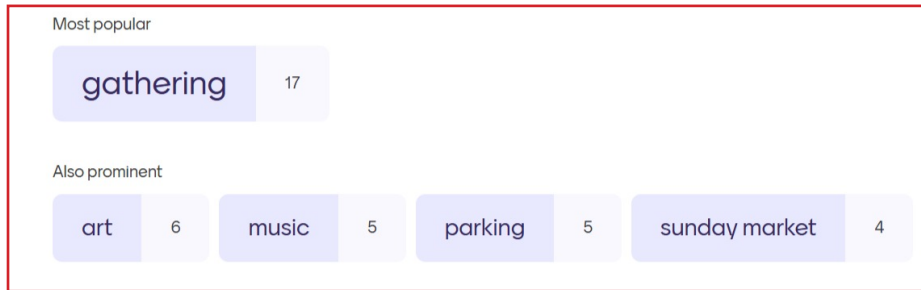 Most popular
gathering 17
Also prominent
art 6 music 5 parking 5 sunday market 4